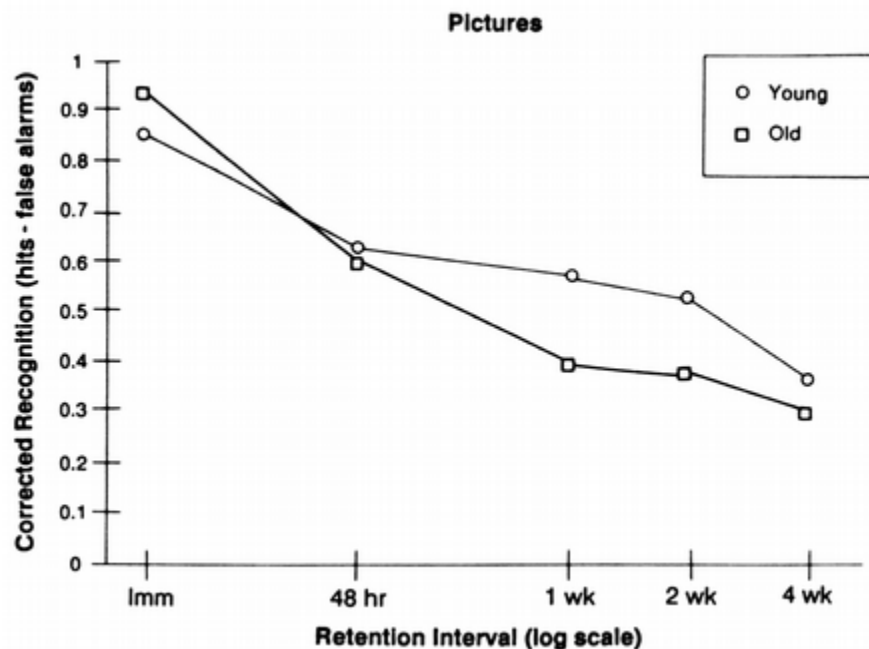 Pictures
Corrected Recognition (hits - false alarms)
1
0.9
0.8
0.7
0.6
0.5
0.4
0.3
0.2
0.1
0
Young
Old
Imm 48 hr 1 wk 2 wk 4 wk
Retention Interval (log scale)